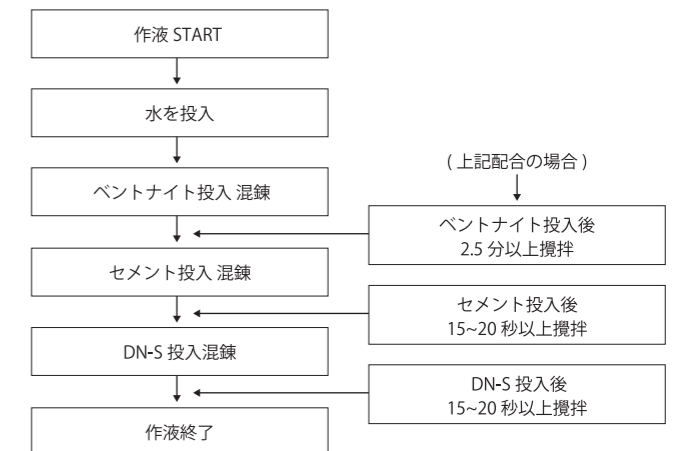 作液 START
水を投入
ベントナイト投入 混錬
セメント投入 混錬
DN-S 投入混錬
作液終了
( 上記配合の場合 )
ベントナイト投入後
2.5 分以上攪拌
セメント投入後
15~20 秒以上攪拌
DN-S 投入後
15~20 秒以上攪拌